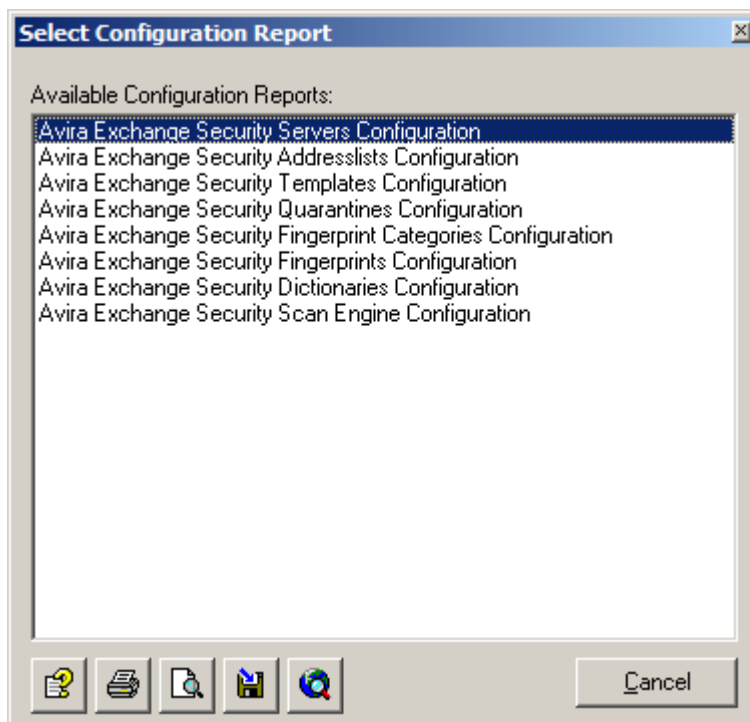 Select Configuration Report
Available Configuration Reports:
Avira Exchange Security Servers Configuration
Avira Exchange Security Addresslists Configuration
Avira Exchange Security Templates Configuration
Avira Exchange Security Quarantines Configuration
Avira Exchange Security Fingerprint Categories Configuration
Avira Exchange Security Fingerprints Configuration
Avira Exchange Security Dictionaries Configuration
Avira Exchange Security Scan Engine Configuration
Cancel